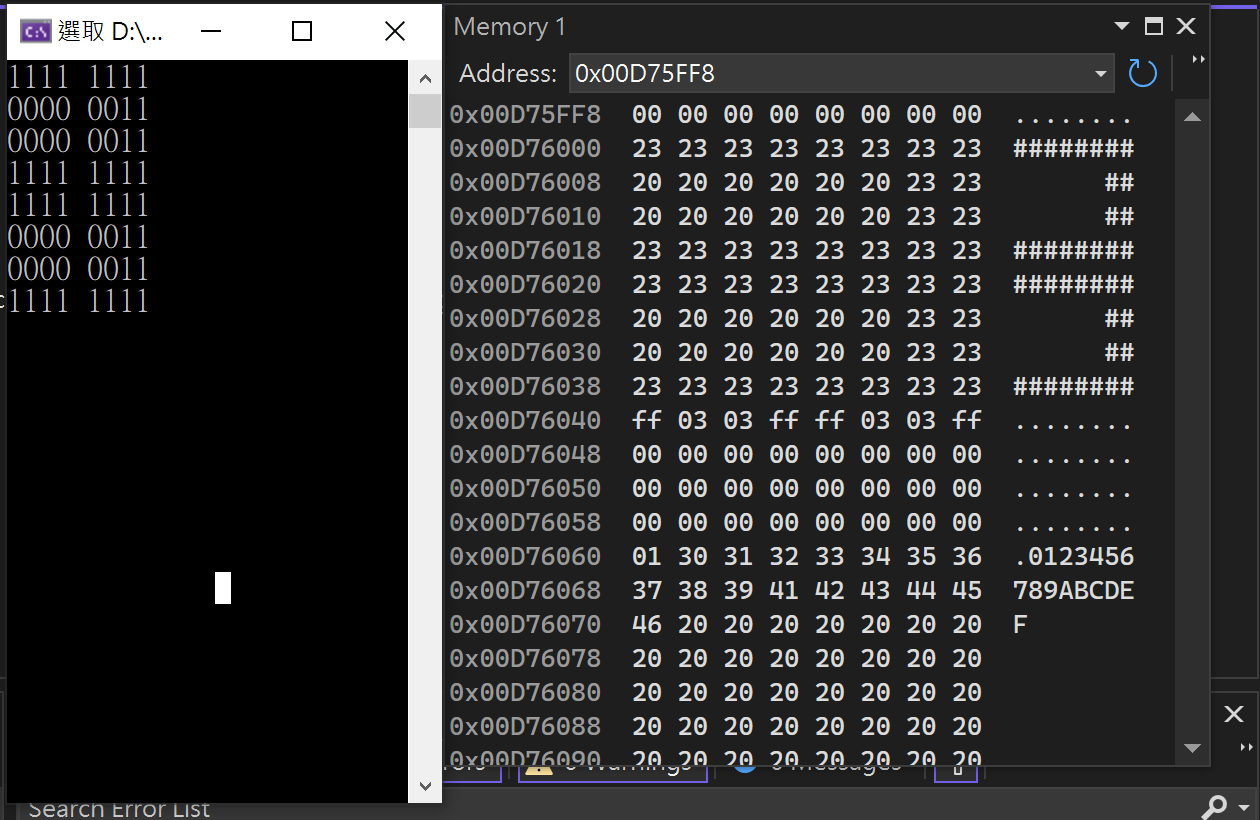 選取 D:\...
1111 1111
0000 0011
0000 0011
1111 1111
1111 1111
0000 0011
0000 0011
1111 1111
Memory 1
Address: 0x00D75FF8
0x00D75FF8 00 00 00 00 00 00 00 00 ........
0x00D76000 23 23 23 23 23 23 23 23 ########
0x00D76008 20 20 20 20 20 20 23 23 ##
0x00D76010 20 20 20 20 20 20 23 23 ##
0x00D76018 23 23 23 23 23 23 23 23 ########
0x00D76020 23 23 23 23 23 23 23 23 ########
0x00D76028 20 20 20 20 20 20 23 23 ##
0x00D76030 20 20 20 20 20 20 23 23 ##
0x00D76038 23 23 23 23 23 23 23 23 ########
0x00D76040 ff 03 03 ff ff 03 03 ff ........
0x00D76048 00 00 00 00 00 00 00 00 ........
0x00D76050 00 00 00 00 00 00 00 00 ........
0x00D76058 00 00 00 00 00 00 00 00 ........
0x00D76060 01 30 31 32 33 34 35 36 .0123456
0x00D76068 37 38 39 41 42 43 44 45 789ABCDE
0x00D76070 46 20 20 20 20 20 20 20 F
0x00D76078 20 20 20 20 20 20 20 20
0x00D76080 20 20 20 20 20 20 20 20
0x00D76088 20 20 20 20 20 20 20 20
0x00D76090 20 20 20 20 20 20 20 20
0 Warnings 0 Messages
Search Error List